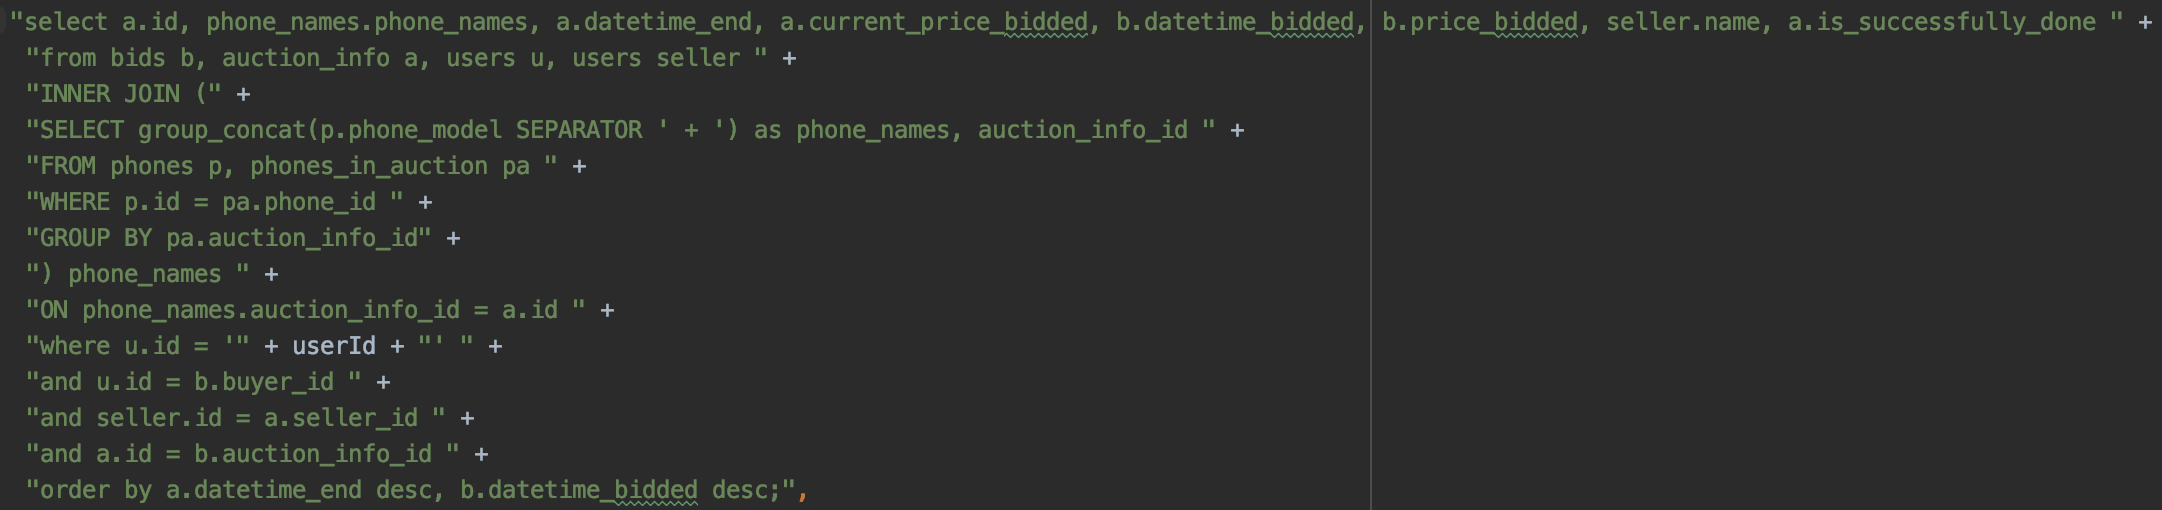 "select a.id, phone_names.phone_names, a.datetime_end, a.current_price_bidded, b.datetime_bidded, b.price_bidded, seller.name, a.is_successfully_done " +
"from bids b, auction_info a, users u, users seller " +
"INNER JOIN (" +
"SELECT group_concat(p.phone_model SEPARATOR ' + ') as phone_names, auction_info_id " +
"FROM phones p, phones_in_auction pa " +
"WHERE p.id = pa.phone_id " +
"GROUP BY pa.auction_info_id" +
") phone_names " +
"ON phone_names.auction_info_id = a.id " +
"where u.id = '" + userId + "' " +
"and u.id = b.buyer_id " +
"and seller.id = a.seller_id " +
"and a.id = b.auction_info_id " +
"order by a.datetime_end desc, b.datetime_bidded desc;",